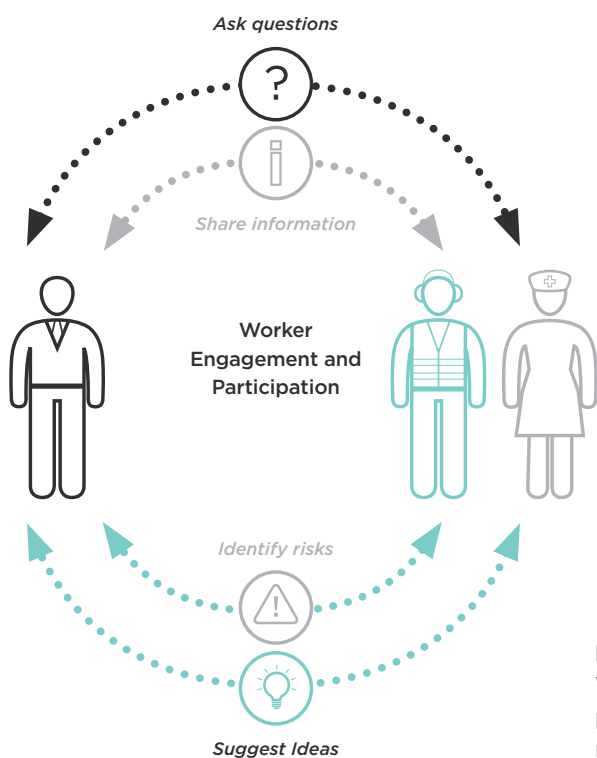 Ask questions
?
i
Share information
Worker
Engagement and
Participation
Identify risks
!
Suggest Ideas